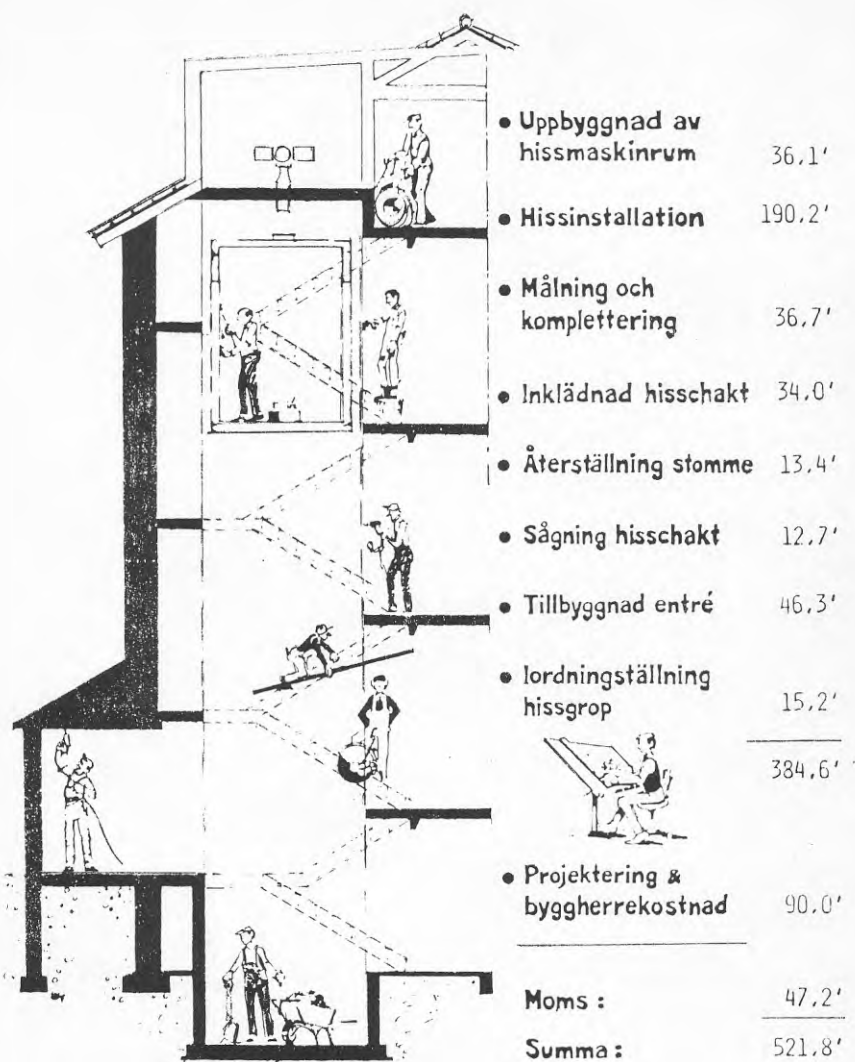 • Uppbyggnad av
hissmaskinrum 36,1'
• Hissinstallation 190,2'
• Målning och
komplettering 36,7'
• Inklädnad hisschakt 34,0'
• Återställning stomme 13,4'
• Sågning hisschakt 12,7'
• Tillbyggnad entré 46,3'
• Iordningställning
hissgrop 15,2'
384,6'
• Projektering &
byggherrekostnad 90,0'
Moms : 47,2'
Summa : 521,8'